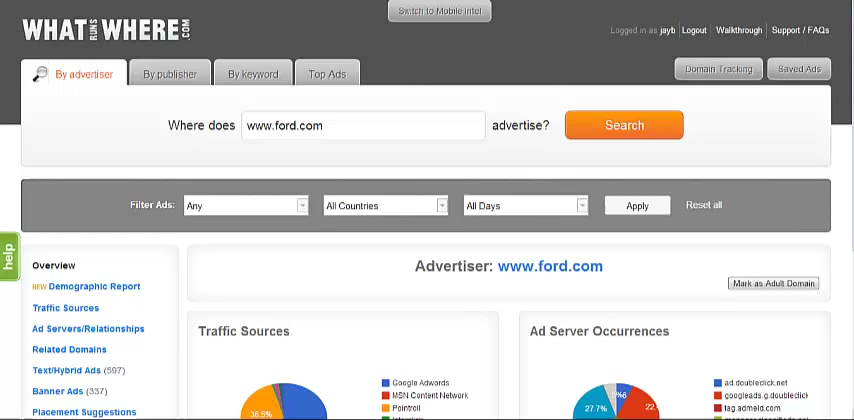 Switch to Mobile Intel
WHAT RUNS WHERE .COM
Logged in as jayb Logout Walkthrough Support / FAQs
By advertiser By publisher By keyword Top Ads Domain Tracking Saved Ads
Where does www.ford.com advertise? Search
Filter Ads: Any All Countries All Days Apply Reset all
help
Overview
NEW Demographic Report
Traffic Sources
Ad Servers/Relationships
Related Domains
Text/Hybrid Ads (597)
Banner Ads (337)
Placement Suggestions
Advertiser: www.ford.com
Mark as Adult Domain
Traffic Sources
36.5%
Google Adwords
MSN Content Network
Pointroll
Ad Server Occurrences
27.7%
22.
ad.doubleclick.net
googleads.g.doubleclick
tag.admeld.com